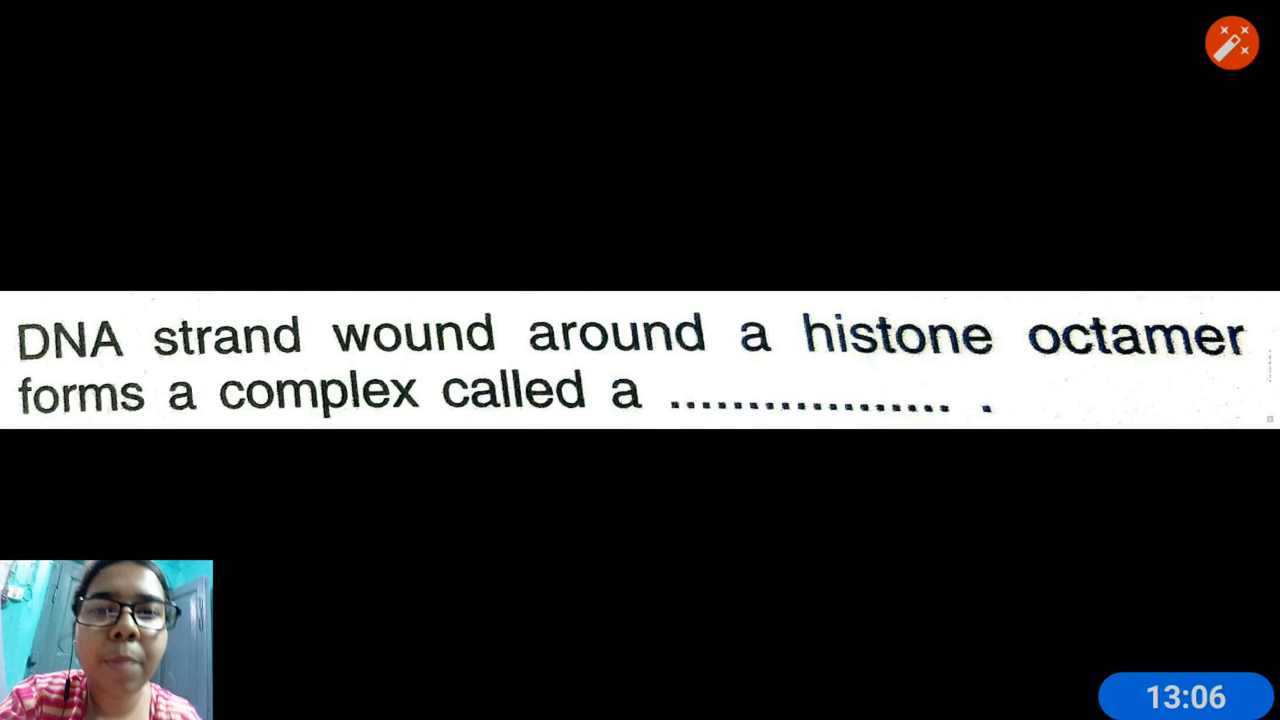 DNA strand wound around a histone octamer
forms a complex called a .................. .
13:06